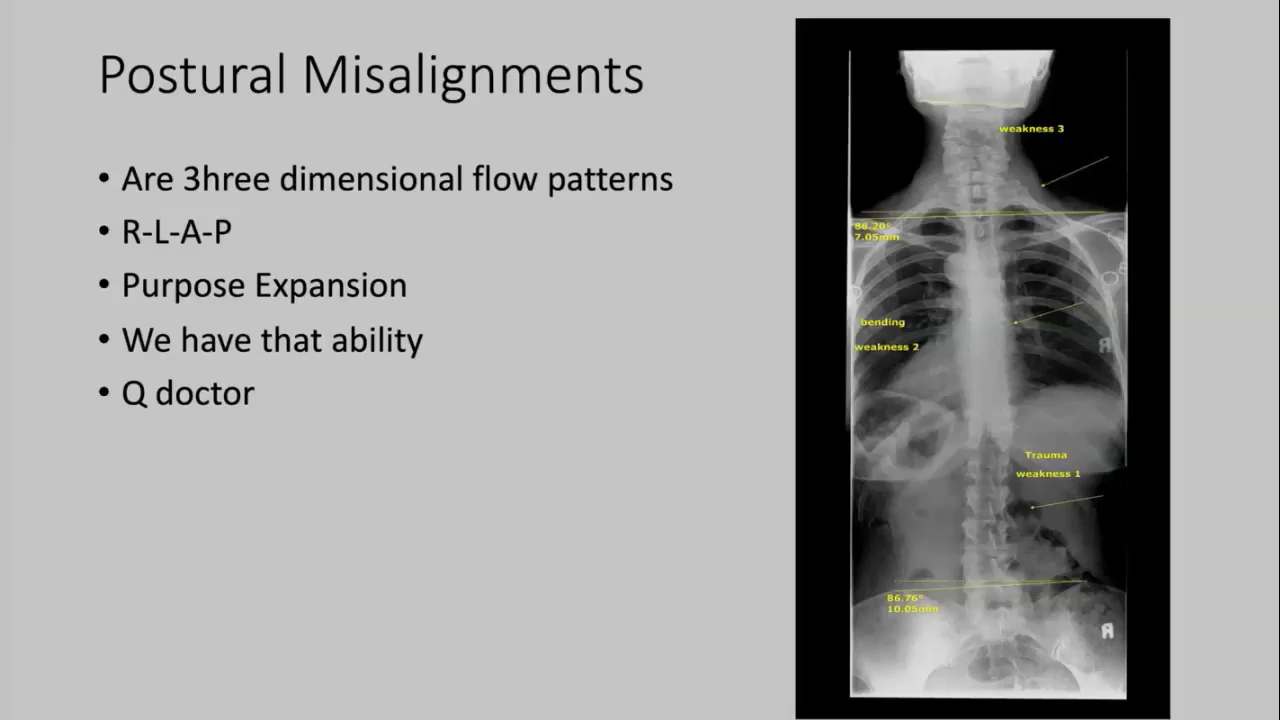 Postural Misalignments
• Are 3hree dimensional flow patterns
• R-L-A-P
• Purpose Expansion
• We have that ability
• Q doctor
weakness 3
88.20°
7.05mm
bending
weakness 2
Trauma
weakness 1
86.76°
10.05mm